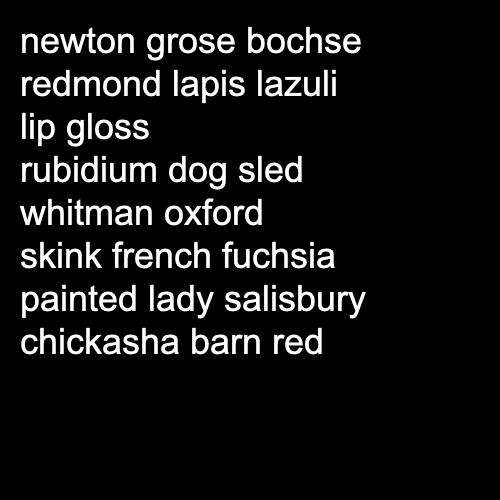 newton grose bochse
redmond lapis lazuli
lip gloss
rubidium dog sled
whitman oxford
skink french fuchsia
painted lady salisbury
chickasha barn red